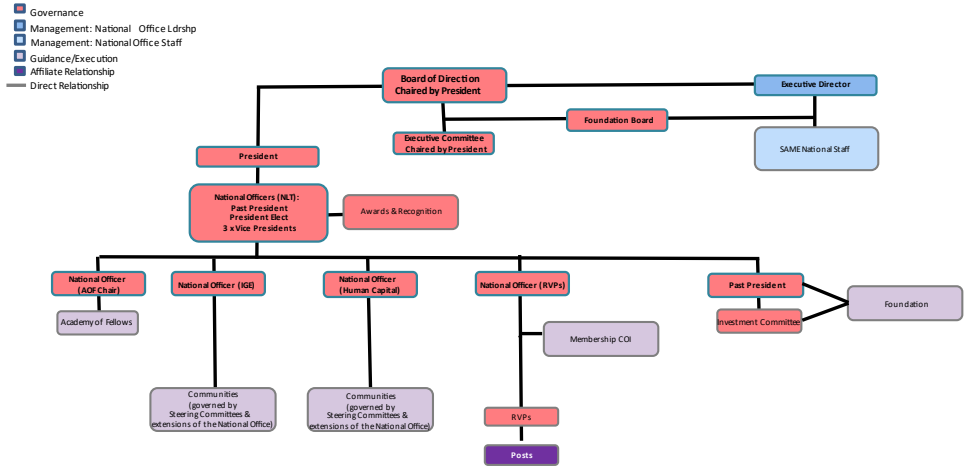 Governance
Management: National Office Ldrshp
Management: National Office Staff
Guidance/Execution
Affiliate Relationship
Direct Relationship
Board of Direction
Chaired by President
Executive Director
Foundation Board
Executive Committee
Chaired by President
SAME National Staff
President
National Officers (NLT):
Past President
President Elect
3 x Vice Presidents
Awards & Recognition
National Officer
(AOF Chair)
National Officer (IGE)
National Officer
(Human Capital)
National Officer (RVPs)
Past President
Foundation
Academy of Fellows
Investment Committee
Membership COI
Communities
(governed by
Steering Committees &
extensions of the National Office)
Communities
(governed by
Steering Committees &
extensions of the National Office)
RVPs
Posts